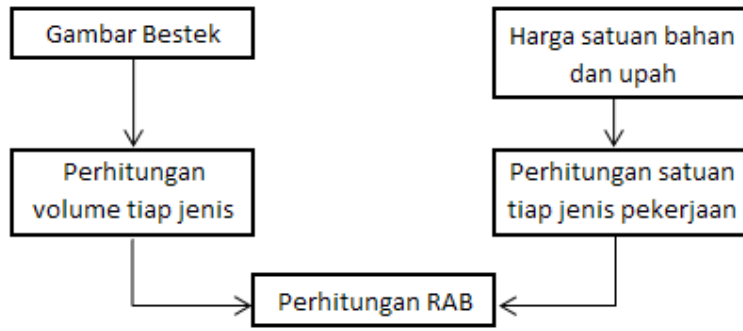 Gambar Bestek
Harga satuan bahan
dan upah
Perhitungan
volume tiap jenis
Perhitungan satuan
tiap jenis pekerjaan
Perhitungan RAB